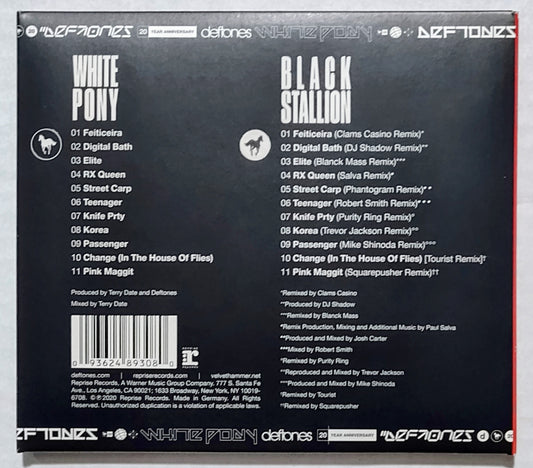 "DEFTONES 20 YEAR ANNIVERSARY deftones WHITE PONY DEFTONES
WHITE
PONY
01 Feiticeira
02 Digital Bath
03 Elite
04 RX Queen
05 Street Carp
06 Teenager
07 Knife Prty
08 Korea
09 Passenger
10 Change (In The House Of Flies)
11 Pink Maggit
Produced by Terry Date and Deftones
Mixed by Terry Date
0 93624 89308 0
REPRISE
deftones.com | repriserecords.com | velvethammer.net
Reprise Records, A Warner Music Group Company. 777 S. Santa Fe
Ave., Los Angeles, CA 90021; 1633 Broadway, New York, NY 10019-
6708. © ℗ 2020 Reprise Records. Made in Germany. All Rights
Reserved. Unauthorized duplication is a violation of applicable laws.
BLACK
STALLION
01 Feiticeira (Clams Casino Remix)*
02 Digital Bath (DJ Shadow Remix)**
03 Elite (Blanck Mass Remix)***
04 RX Queen (Salva Remix)*
05 Street Carp (Phantogram Remix)**
06 Teenager (Robert Smith Remix)***
07 Knife Prty (Purity Ring Remix)°
08 Korea (Trevor Jackson Remix)°°
09 Passenger (Mike Shinoda Remix)°°°
10 Change (In The House Of Flies) [Tourist Remix]†
11 Pink Maggit (Squarepusher Remix)††
*Remixed by Clams Casino
**Produced by DJ Shadow
***Remixed by Blanck Mass
*Remix Production, Mixing and Additional Music by Paul Salva
**Produced and Mixed by Josh Carter
***Mixed by Robert Smith
°Remixed by Purity Ring
°°Reproduced and Mixed by Trevor Jackson
°°°Produced and Mixed by Mike Shinoda
†Remixed by Tourist
††Remixed by Squarepusher
DEFTONES WHITE PONY deftones 20 YEAR ANNIVERSARY "DEFTONES